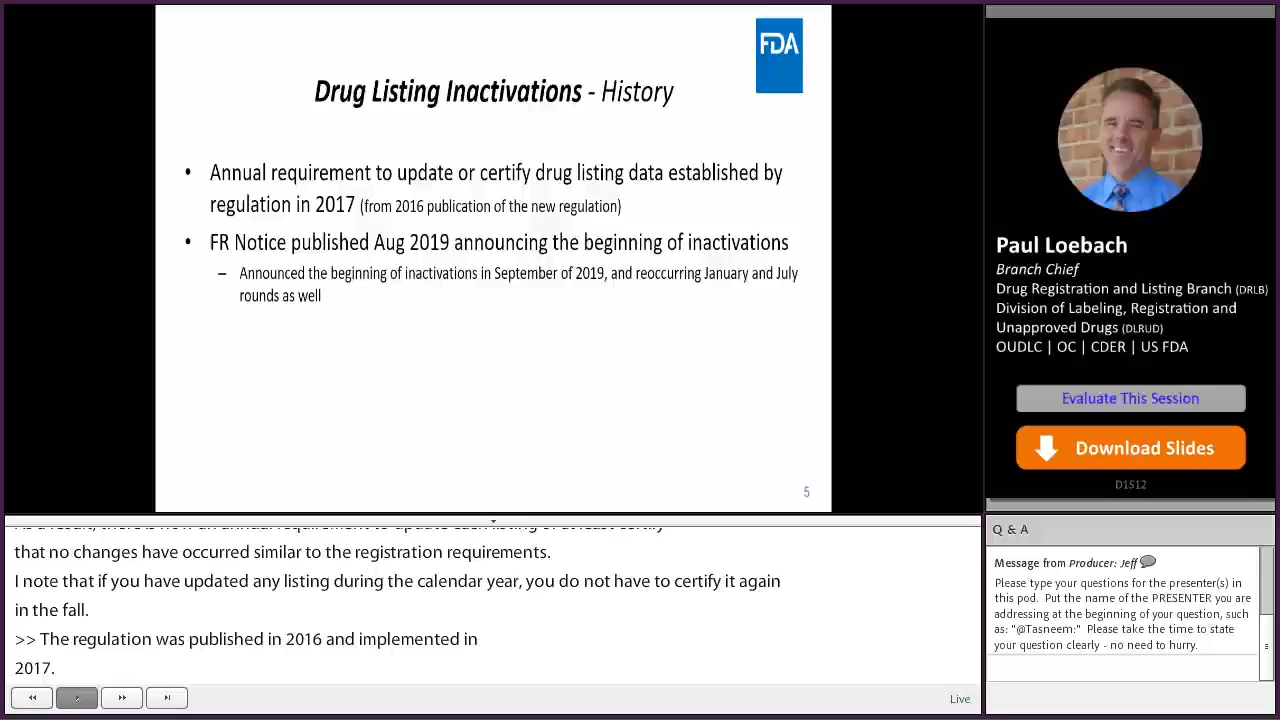 FDA
Drug Listing Inactivations - History
• Annual requirement to update or certify drug listing data established by
regulation in 2017 (from 2016 publication of the new regulation)
• FR Notice published Aug 2019 announcing the beginning of inactivations
– Announced the beginning of inactivations in September of 2019, and reoccurring January and July
rounds as well
5
Paul Loebach
Branch Chief
Drug Registration and Listing Branch (DRLB)
Division of Labeling, Registration and
Unapproved Drugs (DLRUD)
OUDLC | OC | CDER | US FDA
Evaluate This Session
Download Slides
D1S12
that no changes have occurred similar to the registration requirements.
I note that if you have updated any listing during the calendar year, you do not have to certify it again
in the fall.
>> The regulation was published in 2016 and implemented in
2017.
Live
Q & A
Message from Producer: Jeff
Please type your questions for the presenter(s) in
this pod. Put the name of the PRESENTER you are
addressing at the beginning of your question, such
as: "@Tasneem:" Please take the time to state
your question clearly - no need to hurry.